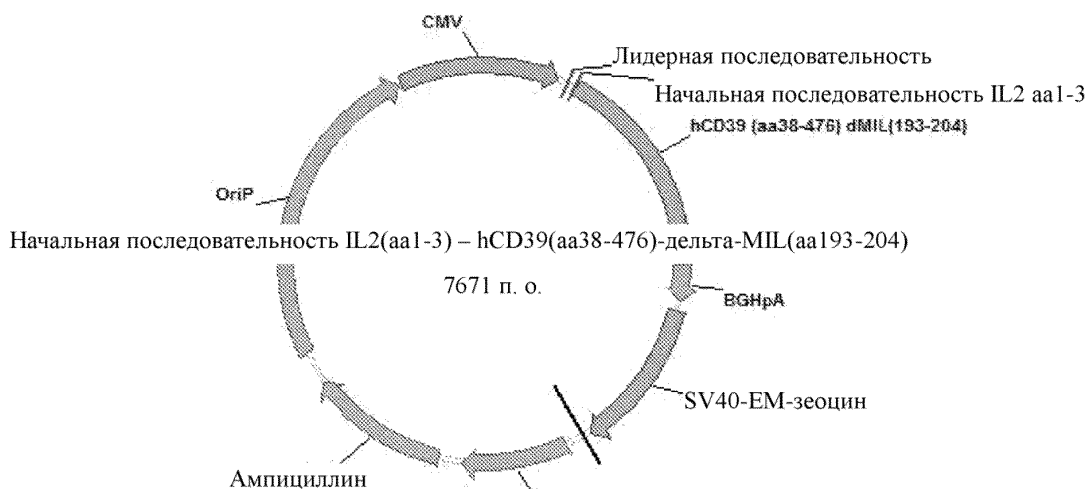 CMV
Лидерная последовательность
Начальная последовательность IL2 aa1-3
hCD39 (aa38-476) dMIL(193-204)
OriP
Начальная последовательность IL2(aa1-3) – hCD39(aa38-476)-дельта-MIL(aa193-204)
7671 п. о.
BGHpA
SV40-EM-зеоцин
Ампициллин